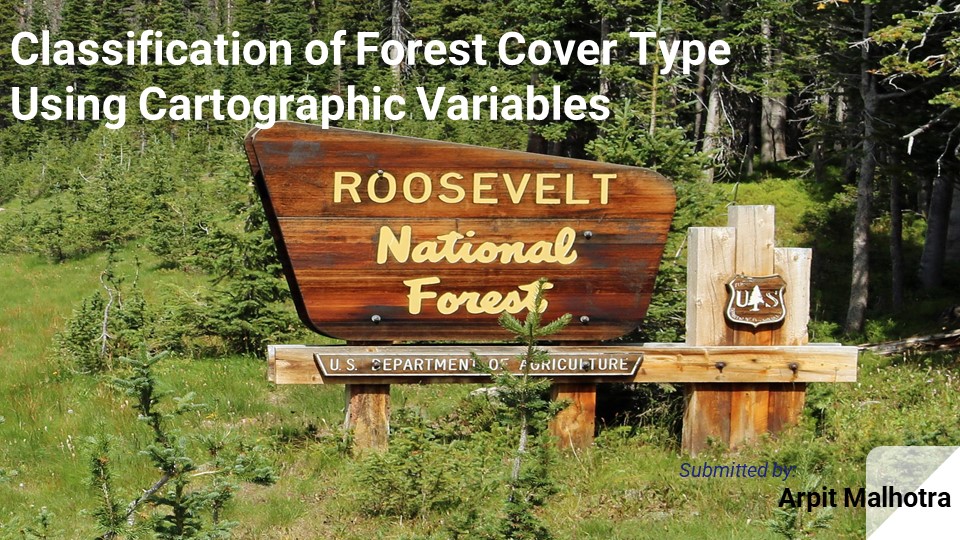 Classification of Forest Cover Type
Using Cartographic Variables
ROOSEVELT
National
Forest
U S
U.S. DEPARTMENT OF AGRICULTURE
Submitted by:
Arpit Malhotra